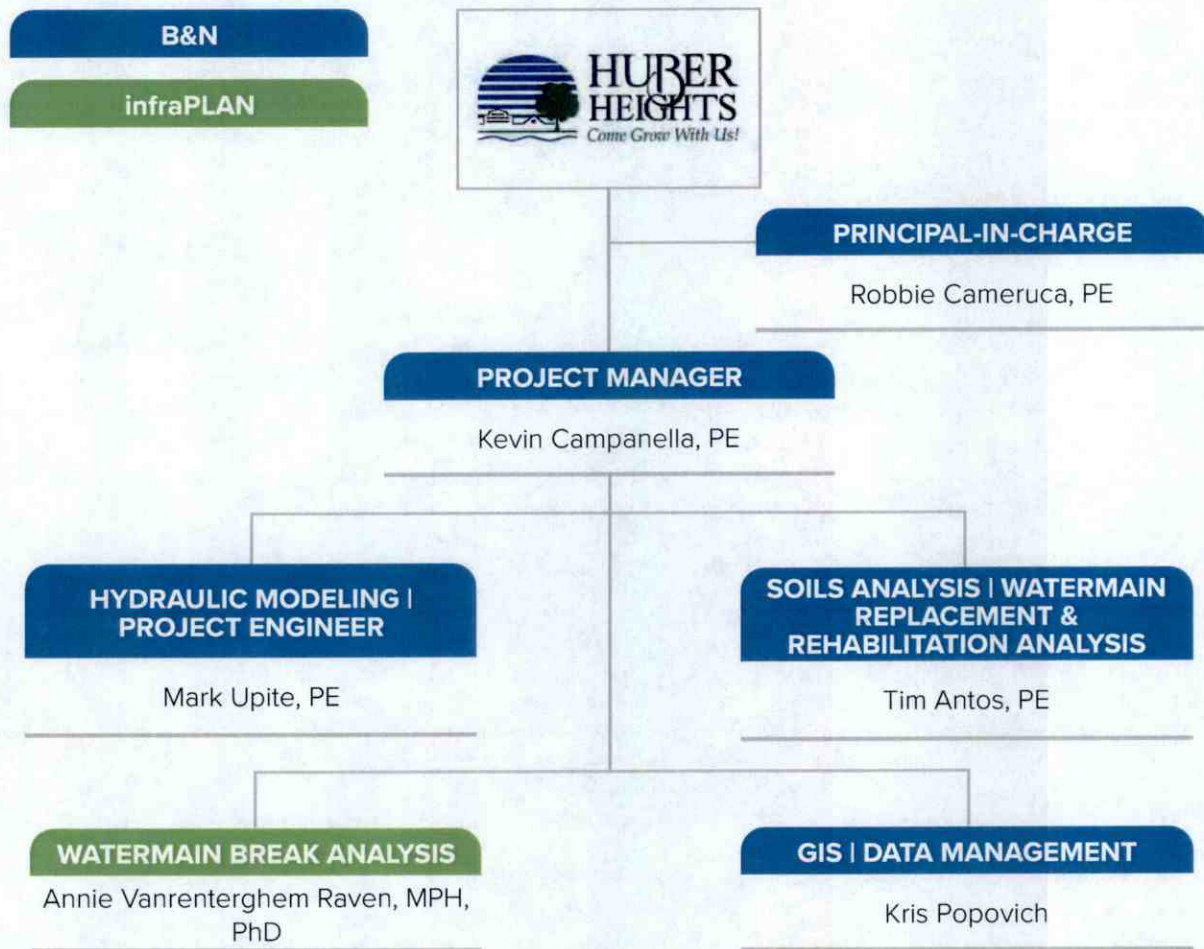 B&N
infraPLAN
HUBER
HEIGHTS
Come Grow With Us!
PRINCIPAL-IN-CHARGE
Robbie Cameruca, PE
PROJECT MANAGER
Kevin Campanella, PE
HYDRAULIC MODELING |
PROJECT ENGINEER
Mark Upite, PE
SOILS ANALYSIS | WATERMAIN
REPLACEMENT &
REHABILITATION ANALYSIS
Tim Antos, PE
WATERMAIN BREAK ANALYSIS
Annie Vanrenterghem Raven, MPH,
PhD
GIS | DATA MANAGEMENT
Kris Popovich